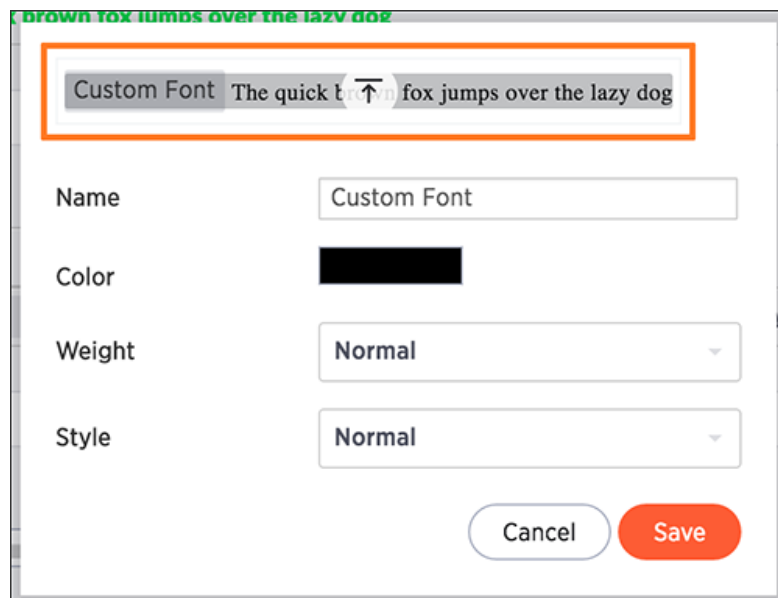 brown fox jumps over the lazy dog
Custom Font The quick brown fox jumps over the lazy dog
Name Custom Font
Color
Weight Normal
Style Normal
Cancel Save